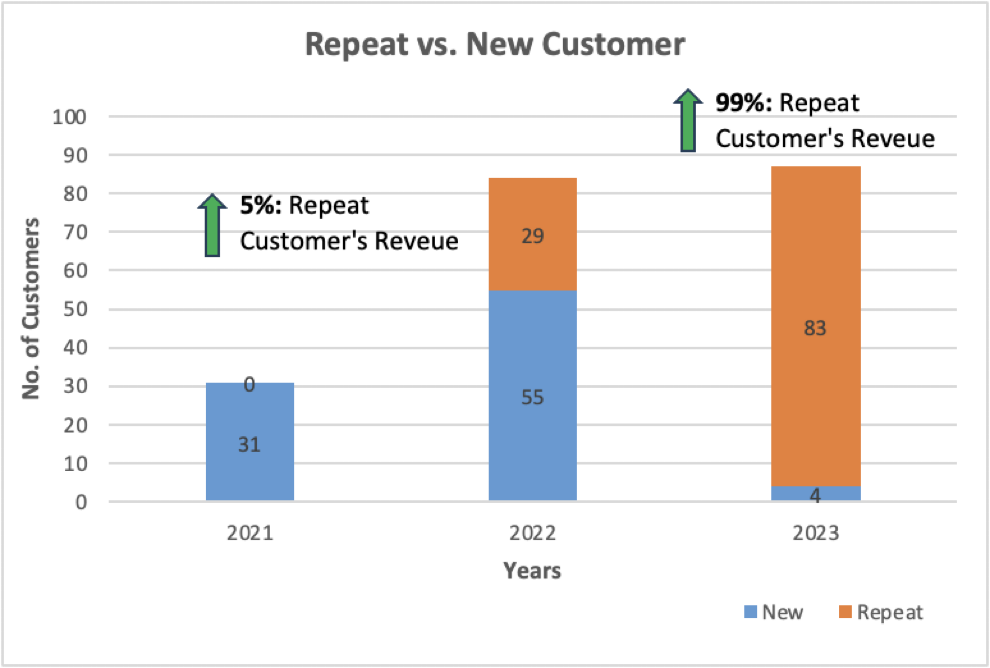 Repeat vs. New Customer
99%: Repeat
Customer's Reveue
5%: Repeat
Customer's Reveue
No. of Customers
100
90
80
70
60
50
40
30
20
10
0
0
31
29
55
83
4
2021
2022
2023
Years
New
Repeat